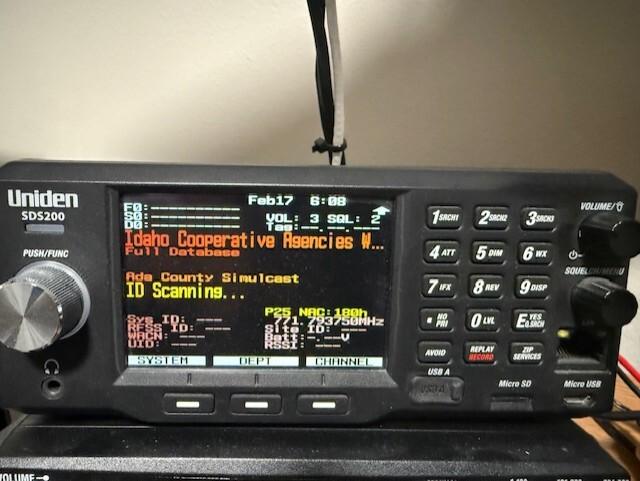 Uniden
SDS200
PUSH/FUNC
Feb17 6:08
F0:----------
S0:----------
D0:----------
VOL: 3 SQL: 2
Tag:
Idaho Cooperative Agencies W...
Full Database
Ada County Simulcast
ID Scanning...
P25 NAC:180h
771.793750MHz
Sys ID: ---
Site ID: ---
RFSS ID: ---
WACN: ---
UID: ---
RSSI: ---
SYSTEM DEPT CHANNEL
1 SRCH1
2 SRCH2
3 SRCH3
4 ATT
5 DIM
6 WX
7 IFX
8 REV
9 DISP
• NO PRI
0 LVL
E YES 0.SRCH
AVOID
REPLAY RECORD
ZIP SERVICES
USB A
Micro SD
Micro USB
VOLUME/
SQUELCH/MENU
VOLUME